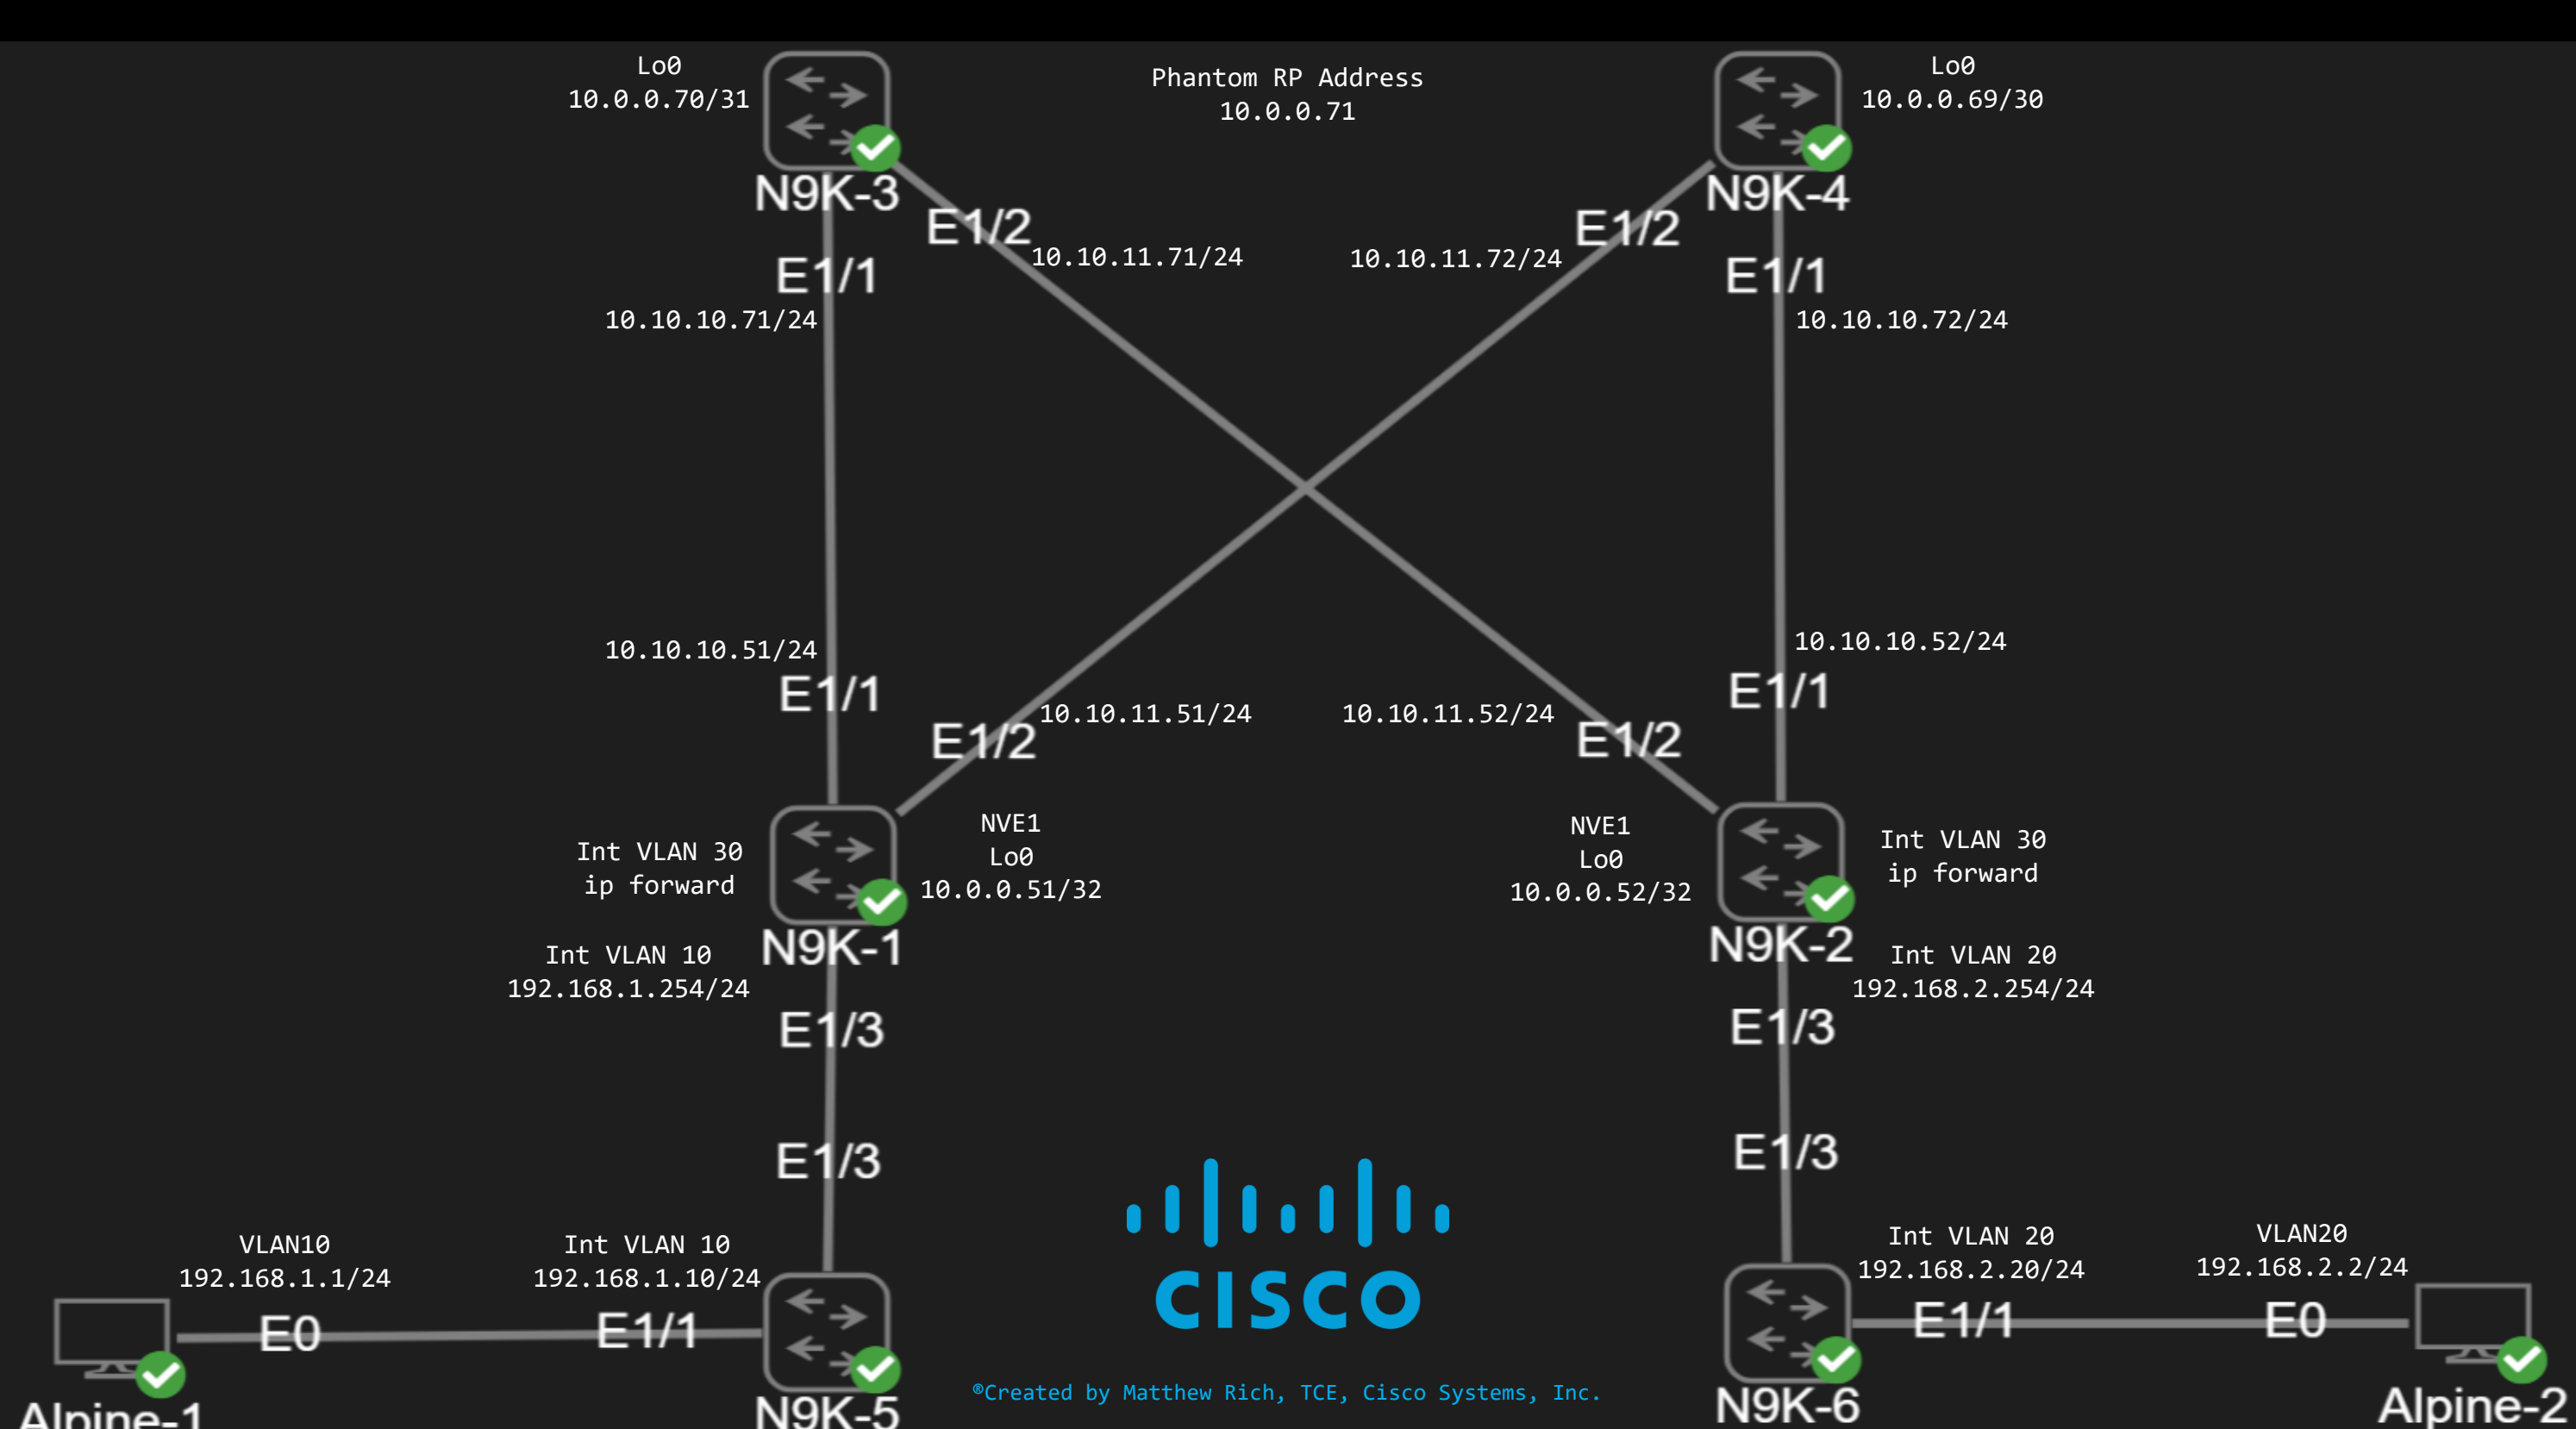 Lo0
10.0.0.70/31
Phantom RP Address
10.0.0.71
Lo0
10.0.0.69/30
N9K-3
N9K-4
E1/2
10.10.11.71/24
10.10.11.72/24
E1/2
E1/1
E1/1
10.10.10.71/24
10.10.10.72/24
10.10.10.51/24
10.10.10.52/24
E1/1
E1/1
E1/2
10.10.11.51/24
10.10.11.52/24
E1/2
Int VLAN 30
ip forward
NVE1
Lo0
10.0.0.51/32
NVE1
Lo0
10.0.0.52/32
Int VLAN 30
ip forward
N9K-1
N9K-2
Int VLAN 10
192.168.1.254/24
Int VLAN 20
192.168.2.254/24
E1/3
E1/3
E1/3
E1/3
VLAN10
192.168.1.1/24
Int VLAN 10
192.168.1.10/24
Int VLAN 20
192.168.2.20/24
VLAN20
192.168.2.2/24
E0
E1/1
CISCO
E1/1
E0
®Created by Matthew Rich, TCE, Cisco Systems, Inc.
Alpine-1
N9K-5
N9K-6
Alpine-2